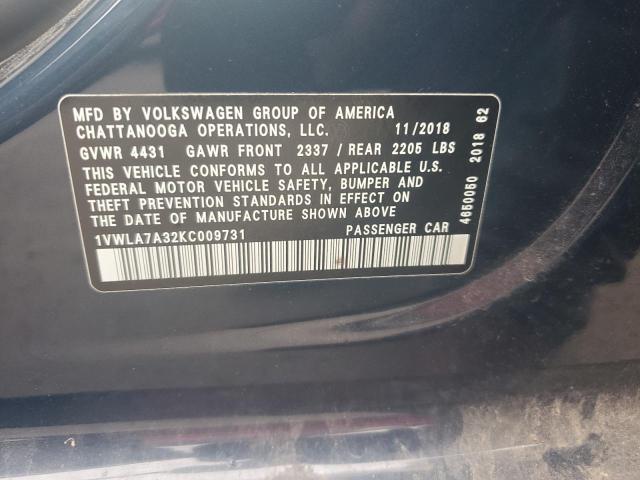 MFD BY VOLKSWAGEN GROUP OF AMERICA
CHATTANOOGA OPERATIONS, LLC. 11/2018
GVWR 4431 GAWR FRONT 2337 / REAR 2205 LBS
THIS VEHICLE CONFORMS TO ALL APPLICABLE U.S.
FEDERAL MOTOR VEHICLE SAFETY, BUMPER AND
THEFT PREVENTION STANDARDS IN EFFECT ON
THE DATE OF MANUFACTURE SHOWN ABOVE
1VWLA7A32KC009731 PASSENGER CAR
4650050 2018 62